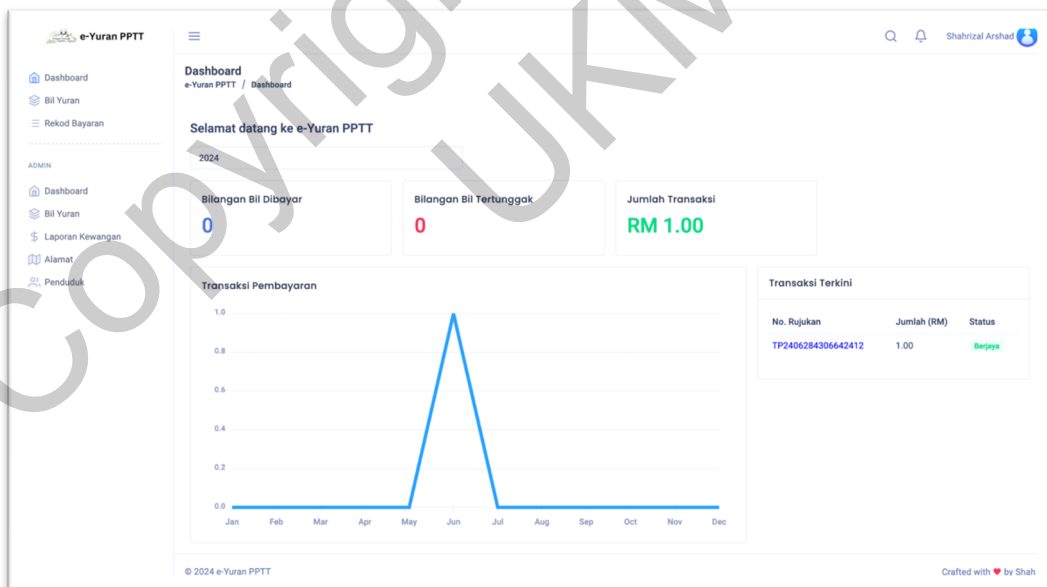 e-Yuran PPTT
Shahrizal Arshad
Dashboard
Bil Yuran
Rekod Bayaran
ADMIN
Dashboard
Bil Yuran
Laporan Kewangan
Alamat
Penduduk
Dashboard
e-Yuran PPTT / Dashboard
Selamat datang ke e-Yuran PPTT
2024
Bilangan Bil Dibayar
0
Bilangan Bil Tertunggak
0
Jumlah Transaksi
RM 1.00
Transaksi Pembayaran
1.0
0.8
0.6
0.4
0.2
0.0
Jan Feb Mar Apr May Jun Jul Aug Sep Oct Nov Dec
Transaksi Terkini
No. Rujukan Jumlah (RM) Status
TP2406284306642412 1.00 Berjaya
© 2024 e-Yuran PPTT
Crafted with ♥ by Shah
Copyrig
UKM